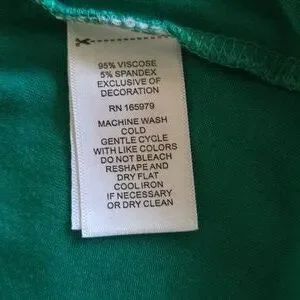 95% VISCOSE
5% SPANDEX
EXCLUSIVE OF
DECORATION
RN 165979
MACHINE WASH
COLD
GENTLE CYCLE
WITH LIKE COLORS
DO NOT BLEACH
RESHAPE AND
DRY FLAT
COOL IRON
IF NECESSARY
OR DRY CLEAN